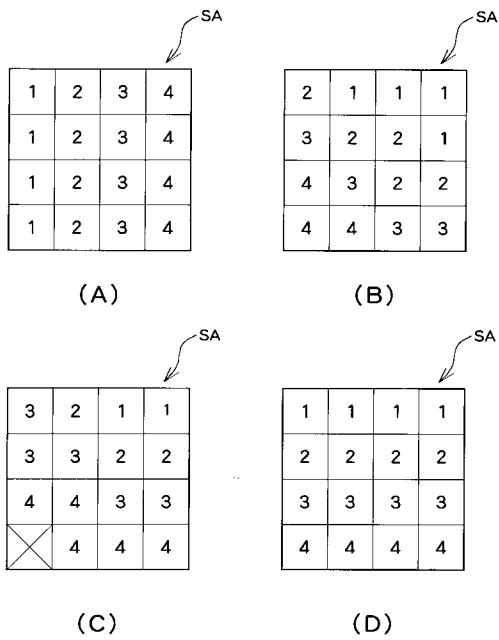 SA SA
1 2 3 4 2 1 1 1
1 2 3 4 3 2 2 1
1 2 3 4 4 3 2 2
1 2 3 4 4 4 3 3
(A) (B)
SA SA
3 2 1 1 1 1 1 1
3 3 2 2 2 2 2 2
4 4 3 3 3 3 3 3
4 4 4 4 4 4 4
(C) (D)